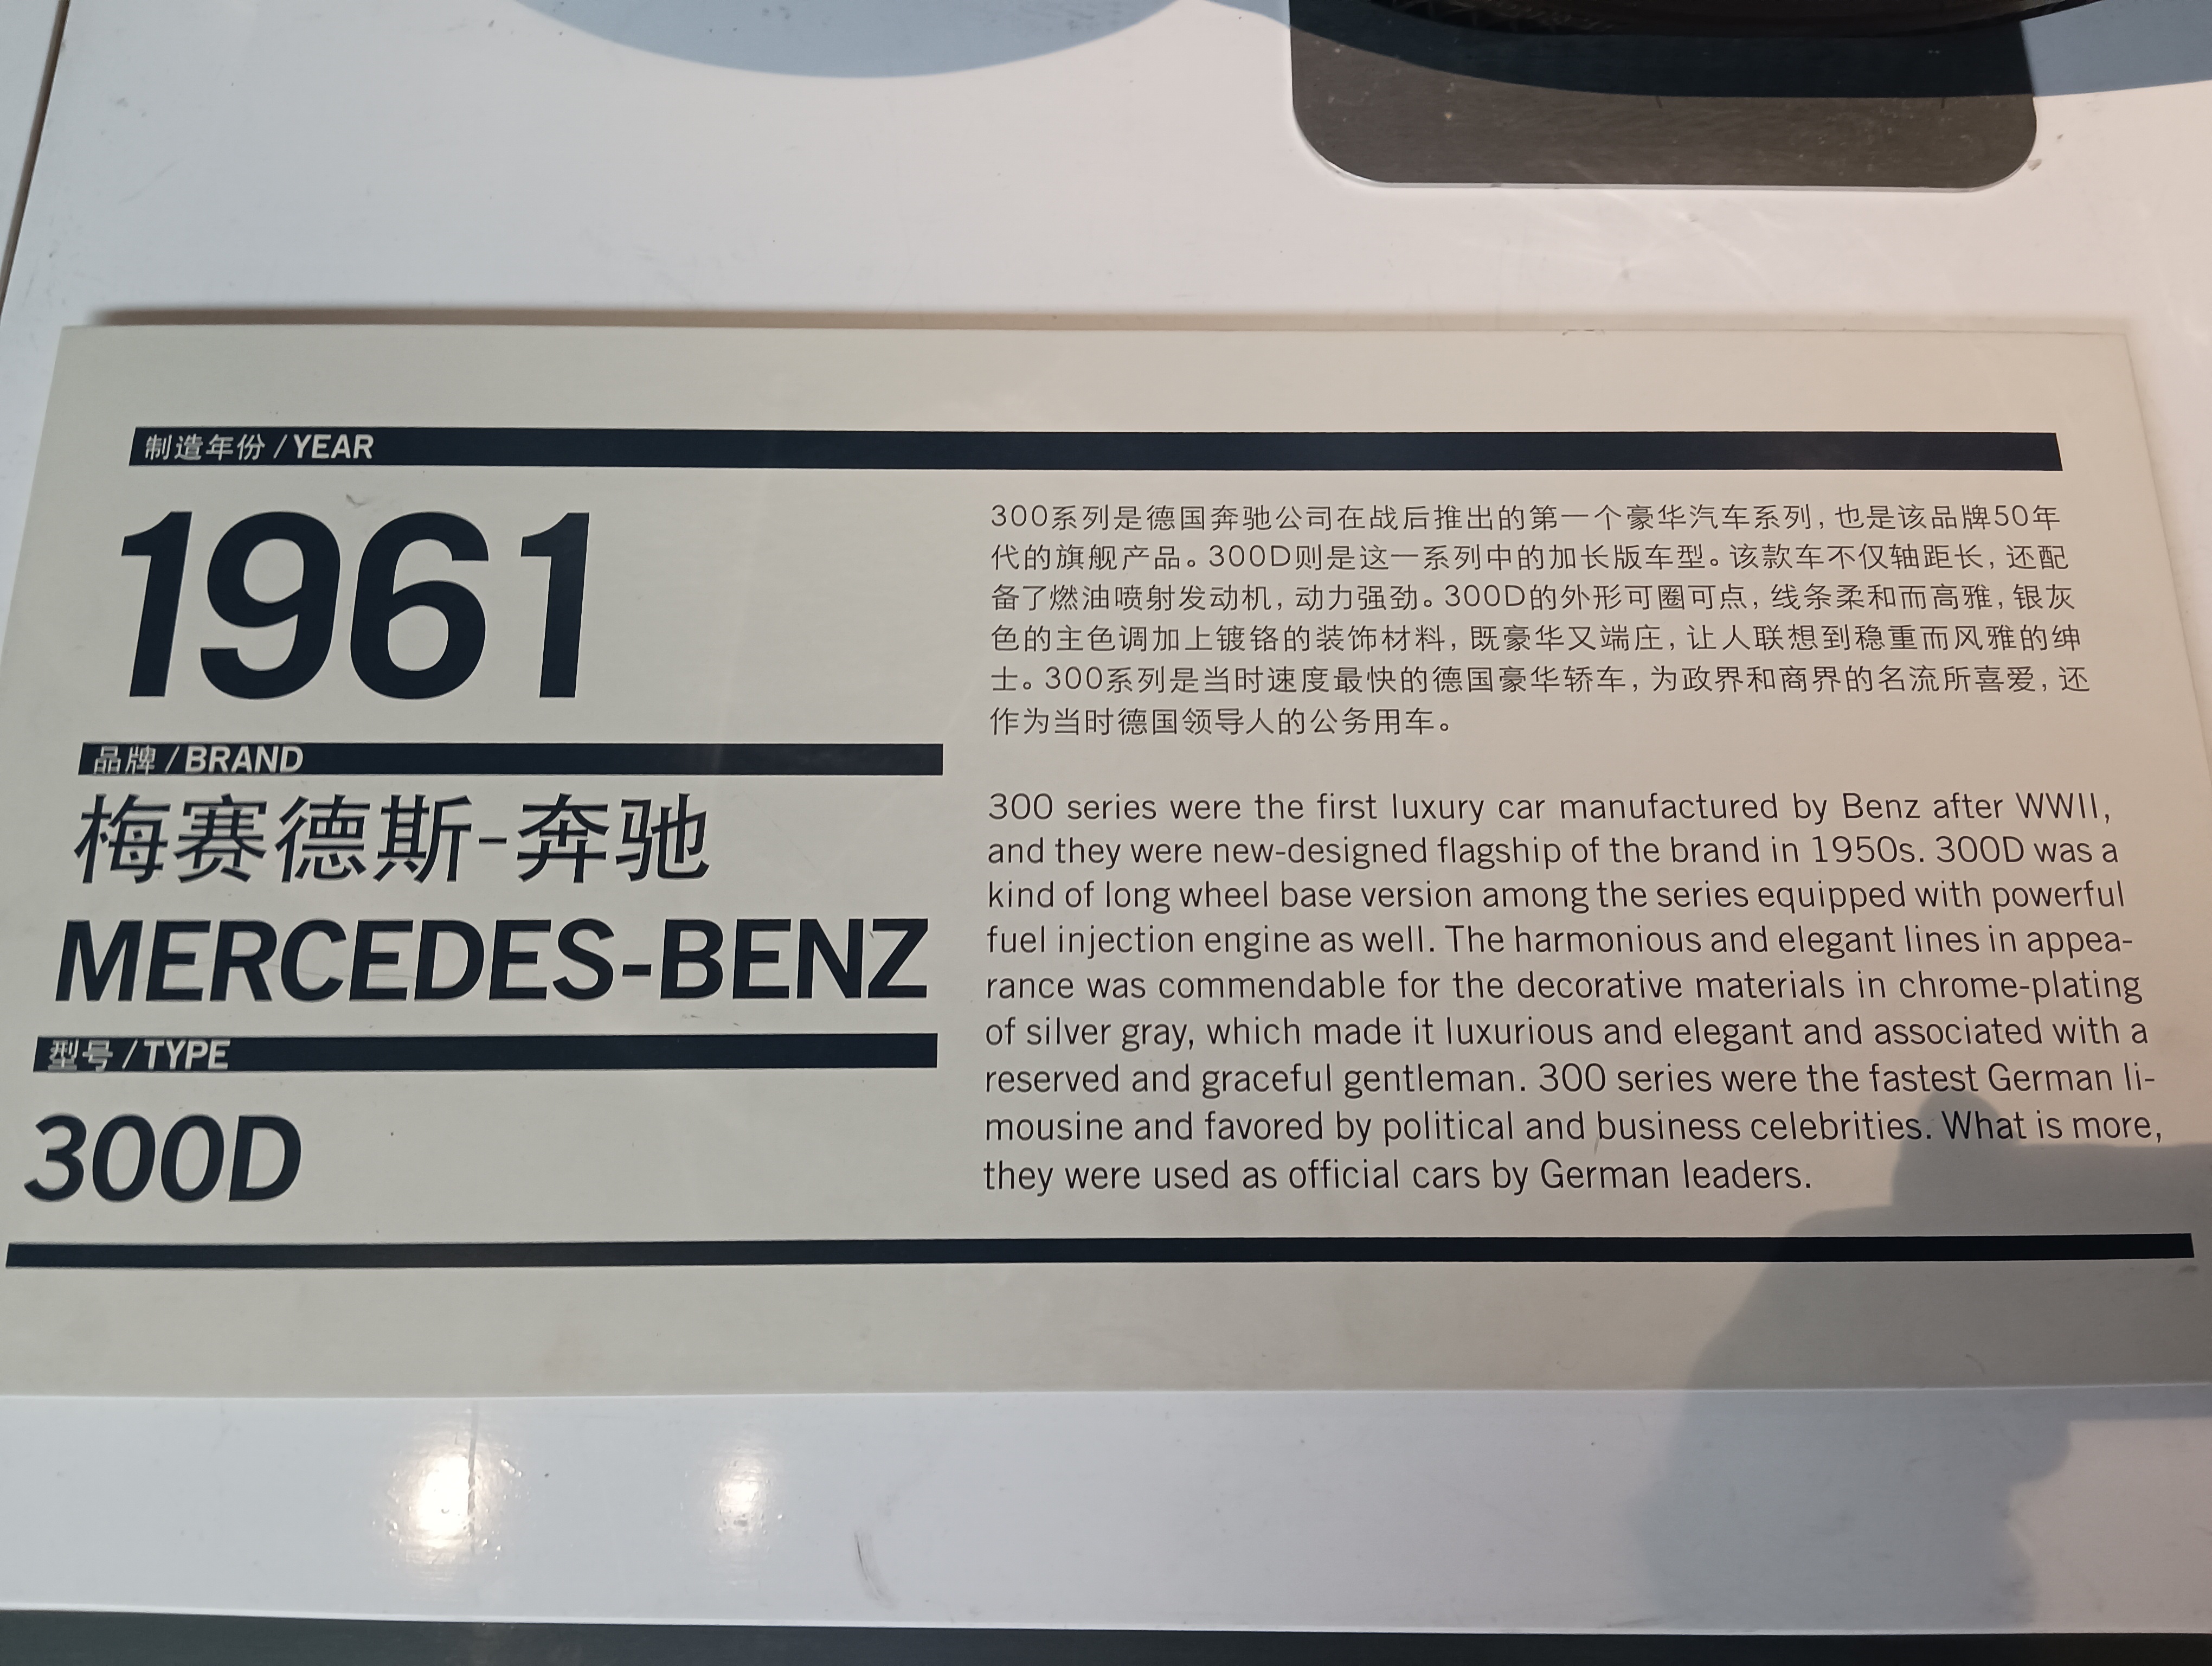 制造年份 / YEAR
1961
品牌 / BRAND
梅赛德斯-奔驰
MERCEDES-BENZ
型号 / TYPE
300D
300系列是德国奔驰公司在战后推出的第一个豪华汽车系列，也是该品牌50年
代的旗舰产品。300D则是这一系列中的加长版车型。该款车不仅轴距长，还配
备了燃油喷射发动机，动力强劲。300D的外形可圈可点，线条柔和而高雅，银灰
色的主色调加上镀铬的装饰材料，既豪华又端庄，让人联想到稳重而风雅的绅
士。300系列是当时速度最快的德国豪华轿车，为政界和商界的名流所喜爱，还
作为当时德国领导人的公务用车。
300 series were the first luxury car manufactured by Benz after WWII,
and they were new-designed flagship of the brand in 1950s. 300D was a
kind of long wheel base version among the series equipped with powerful
fuel injection engine as well. The harmonious and elegant lines in appea-
rance was commendable for the decorative materials in chrome-plating
of silver gray, which made it luxurious and elegant and associated with a
reserved and graceful gentleman. 300 series were the fastest German li-
mousine and favored by political and business celebrities. What is more,
they were used as official cars by German leaders.